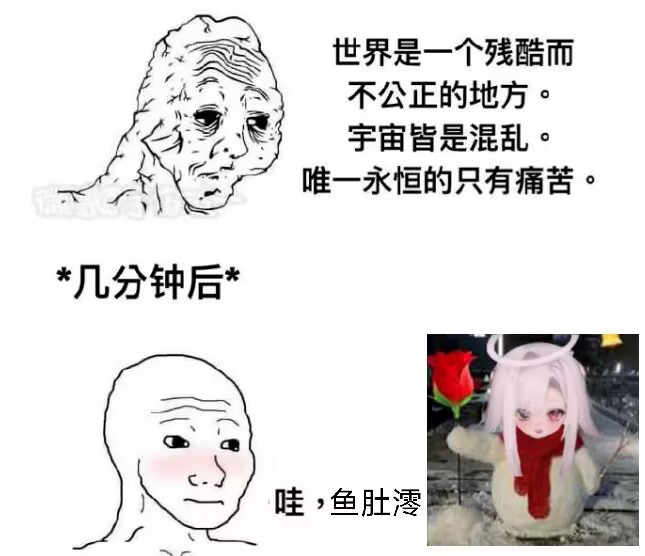 世界是一个残酷而
不公正的地方。
宇宙皆是混乱。
唯一永恒的只有痛苦。
*几分钟后*
哇，鱼肚澪